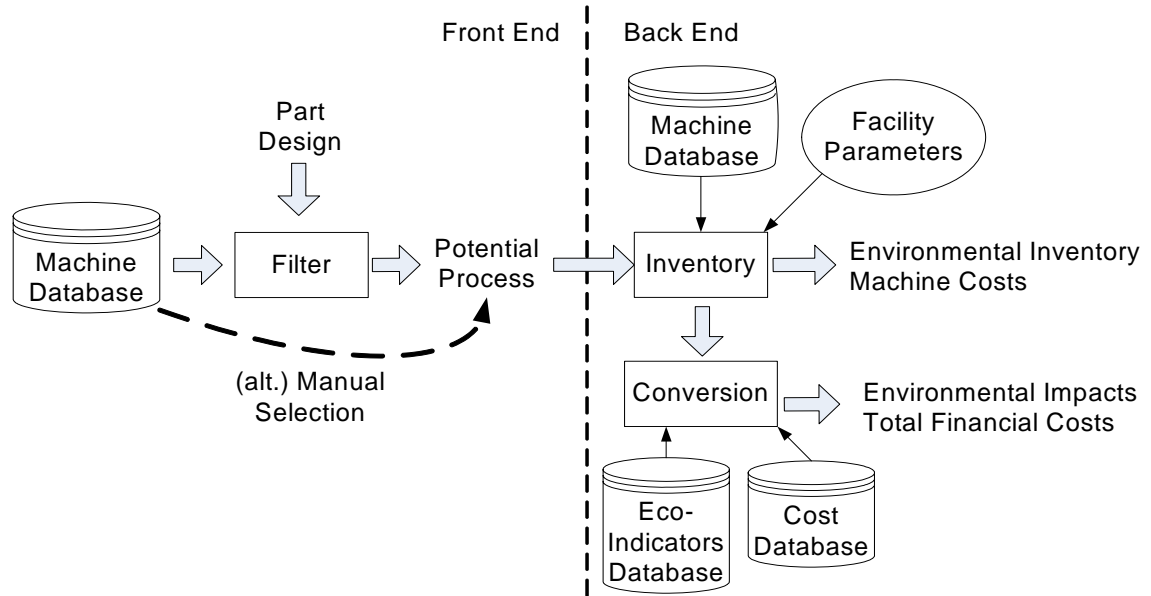 Front End
Back End
Part
Design
Machine
Database
Facility
Parameters
Machine
Database
Filter
Potential
Process
Inventory
Environmental Inventory
Machine Costs
(alt.) Manual
Selection
Conversion
Environmental Impacts
Total Financial Costs
Eco-
Indicators
Database
Cost
Database